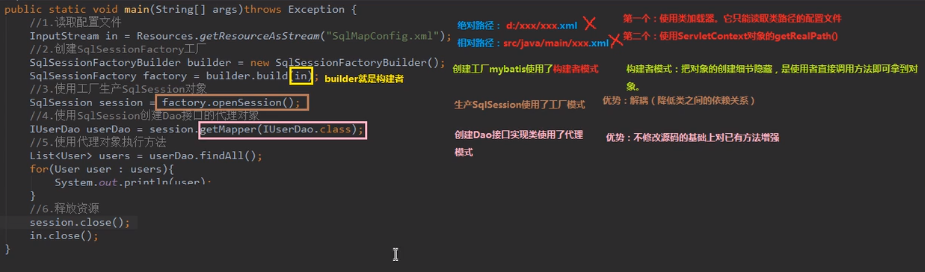 public static void main(String[] args)throws Exception {
//1.读取配置文件
InputStream in = Resources.getResourceAsStream("SqlMapConfig.xml");
//2.创建SqlSessionFactory工厂
SqlSessionFactoryBuilder builder = new SqlSessionFactoryBuilder();
SqlSessionFactory factory = builder.build(in);
builder就是构建者
//3.使用工厂生产SqlSession对象
SqlSession session = factory.openSession();
//4.使用SqlSession创建Dao接口的代理对象
IUserDao userDao = session.getMapper(IUserDao.class);
//5.使用代理对象执行方法
List<User> users = userDao.findAll();
for(User user : users){
System.out.println(user);
}
//6.释放资源
session.close();
in.close();
}
绝对路径： d:/xxx/xxx.xml
相对路径：src/java/main/xxx.xml
第一个：使用类加载器。它只能读取类路径的配置文件
第二个：使用ServletContext对象的getRealPath()
创建工厂mybatis使用了构建者模式
构建者模式：把对象的创建细节隐藏，是使用者直接调用方法即可拿到对
象。
生产SqlSession使用了工厂模式
优势：解耦（降低类之间的依赖关系）
创建Dao接口实现类使用了代理
模式
优势：不修改源码的基础上对已有方法增强